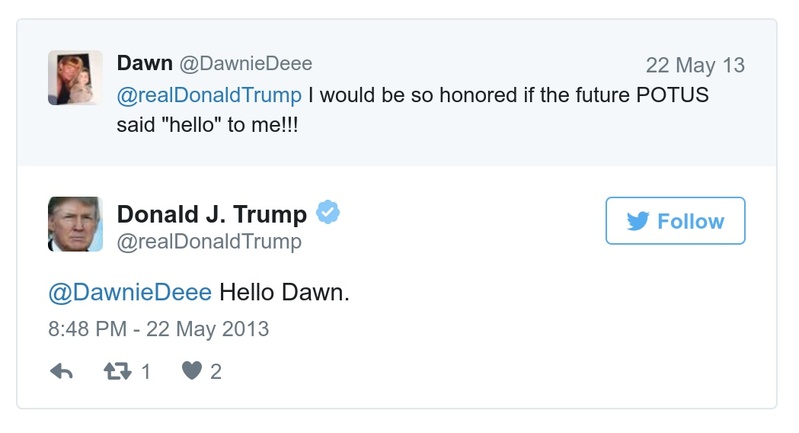 Dawn @DawnieDeee 22 May 13
@realDonaldTrump I would be so honored if the future POTUS
said "hello" to me!!!
Donald J. Trump
@realDonaldTrump
Follow
@DawnieDeee Hello Dawn.
8:48 PM - 22 May 2013
1 2